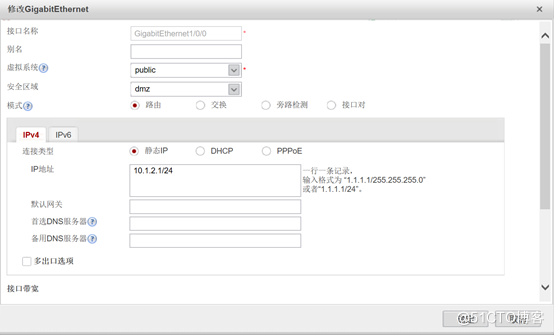 修改GigabitEthernet
接口名称 GigabitEthernet1/0/0 *
别名
虚拟系统 ? public *
安全区域 dmz
模式 ? 路由 交换 旁路检测 接口对
IPv4 IPv6
连接类型 静态IP DHCP PPPoE
IP地址 10.1.2.1/24 一行一条记录,
输入格式为 “1.1.1.1/255.255.255.0”
或者“1.1.1.1/24”。
默认网关
首选DNS服务器 ?
备用DNS服务器 ?
多出口选项
接口带宽
确定 取消
@51CTO博客